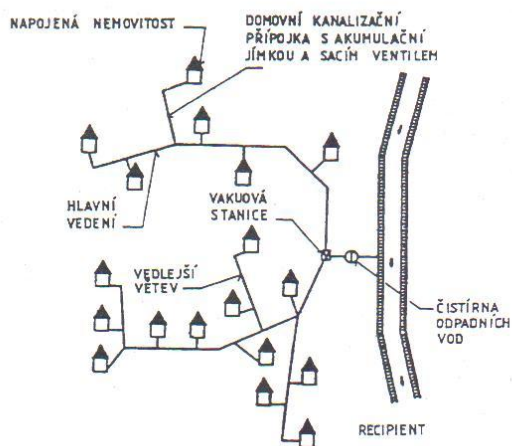 NAPOJENÁ NEMOVITOST
DOMOVNÍ KANALIZAČNÍ
PŘÍPOJKA S AKUMULAČNÍ
JÍMKOU A SACÍM VENTILEM
HLAVNÍ
VEDENÍ
VAKUOVÁ
STANICE
VEDLEJŠÍ
VĚTEV
ČISTÍRNA
ODPADNÍCH
VOD
RECIPIENT